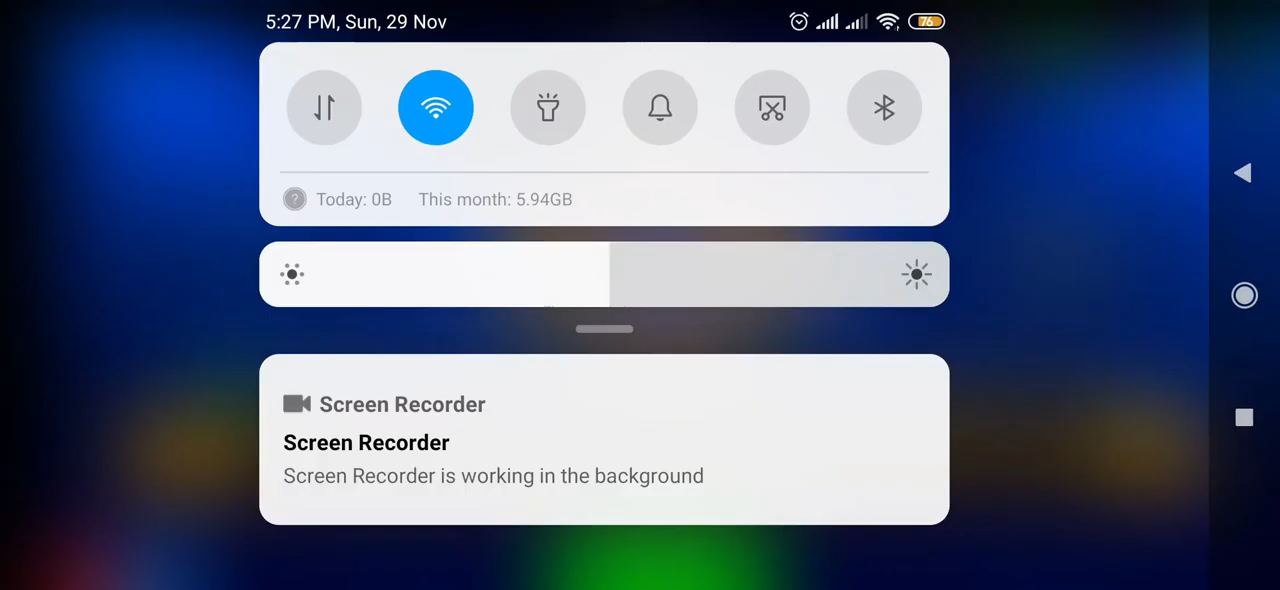 5:27 PM, Sun, 29 Nov 76
Today: 0B This month: 5.94GB
Screen Recorder
Screen Recorder
Screen Recorder is working in the background